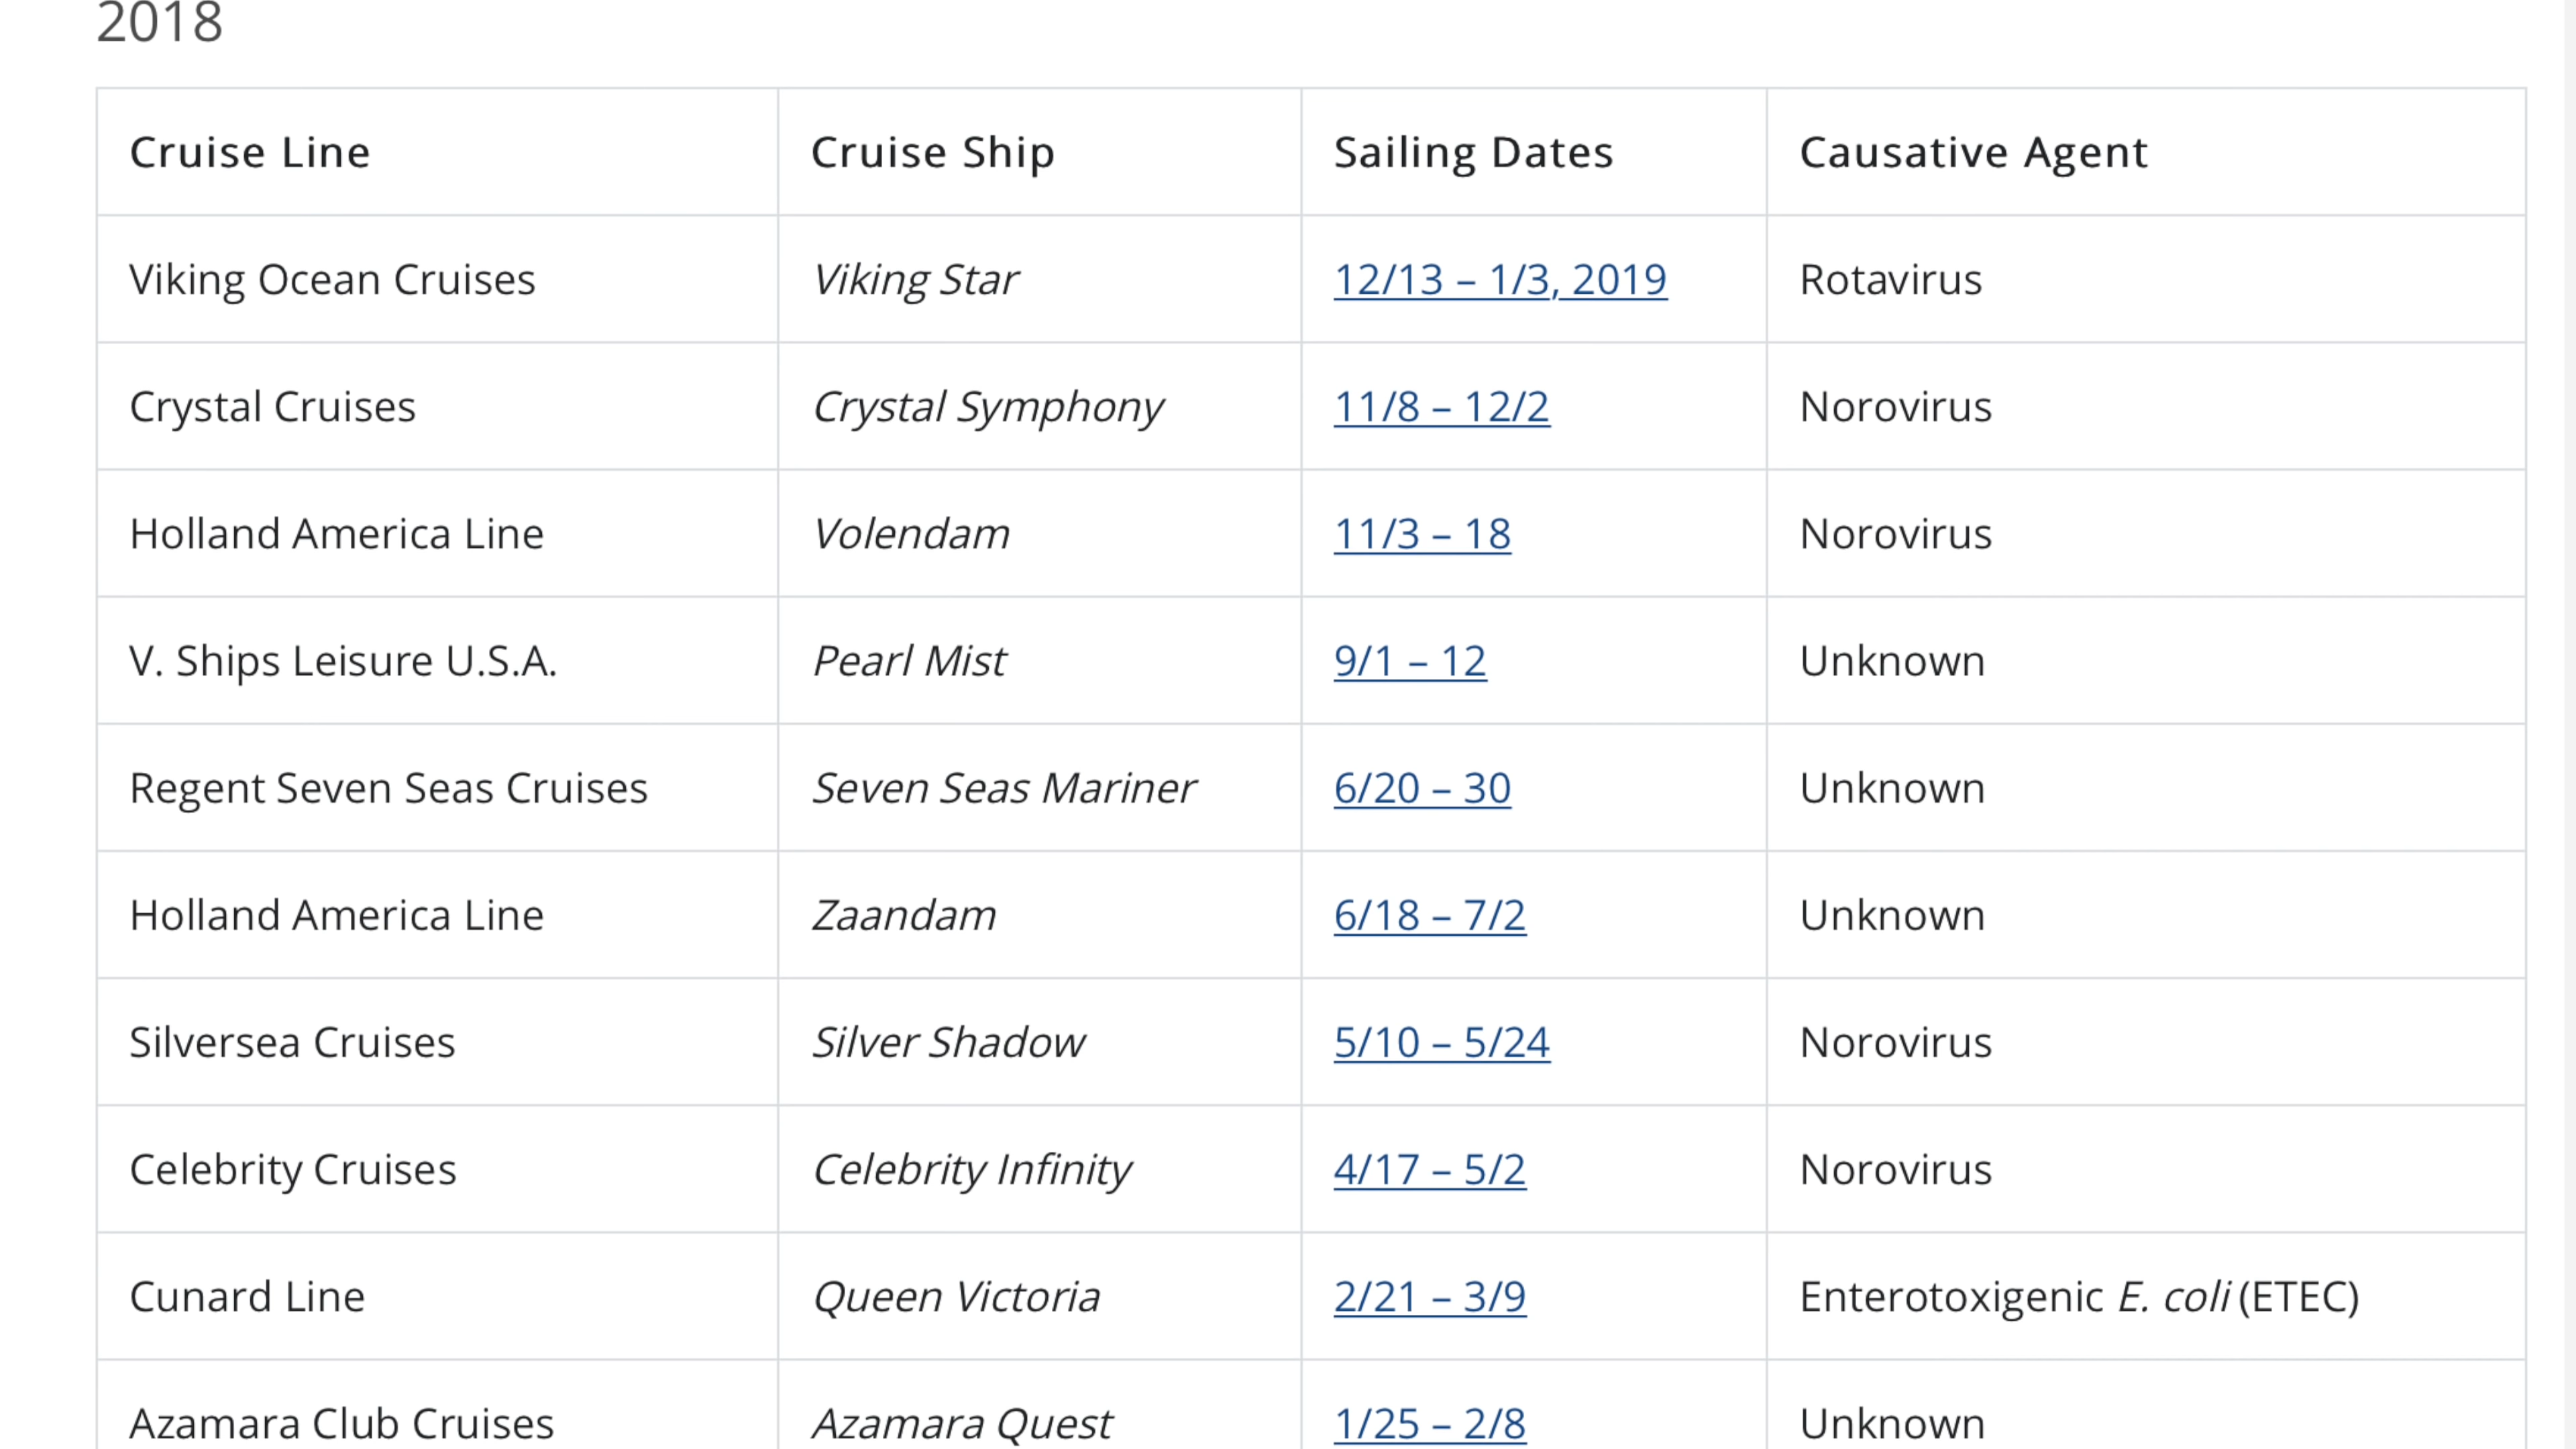 2018
Cruise Line Cruise Ship Sailing Dates Causative Agent
Viking Ocean Cruises Viking Star 12/13 – 1/3, 2019 Rotavirus
Crystal Cruises Crystal Symphony 11/8 – 12/2 Norovirus
Holland America Line Volendam 11/3 – 18 Norovirus
V. Ships Leisure U.S.A. Pearl Mist 9/1 – 12 Unknown
Regent Seven Seas Cruises Seven Seas Mariner 6/20 – 30 Unknown
Holland America Line Zaandam 6/18 – 7/2 Unknown
Silversea Cruises Silver Shadow 5/10 – 5/24 Norovirus
Celebrity Cruises Celebrity Infinity 4/17 – 5/2 Norovirus
Cunard Line Queen Victoria 2/21 – 3/9 Enterotoxigenic E. coli (ETEC)
Azamara Club Cruises Azamara Quest 1/25 – 2/8 Unknown